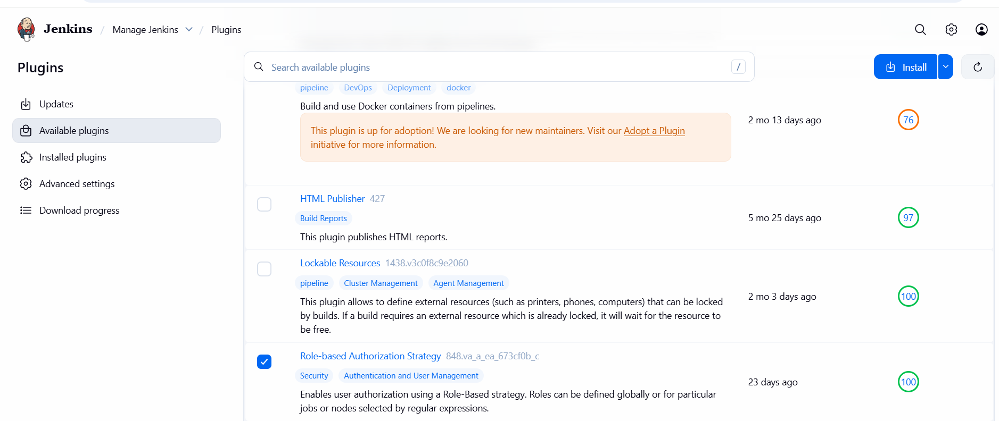 Jenkins / Manage Jenkins / Plugins
Plugins
Search available plugins /
Install
Updates
Available plugins
Installed plugins
Advanced settings
Download progress
pipeline DevOps Deployment docker
Build and use Docker containers from pipelines.
This plugin is up for adoption! We are looking for new maintainers. Visit our Adopt a Plugin
initiative for more information.
2 mo 13 days ago
76
HTML Publisher 427
Build Reports
This plugin publishes HTML reports.
5 mo 25 days ago
97
Lockable Resources 1438.v3c0f8c9e2060
pipeline Cluster Management Agent Management
This plugin allows to define external resources (such as printers, phones, computers) that can be locked
by builds. If a build requires an external resource which is already locked, it will wait for the resource to
be free.
2 mo 3 days ago
100
Role-based Authorization Strategy 848.va_a_ea_673cf0b_c
Security Authentication and User Management
Enables user authorization using a Role-Based strategy. Roles can be defined globally or for particular
jobs or nodes selected by regular expressions.
23 days ago
100